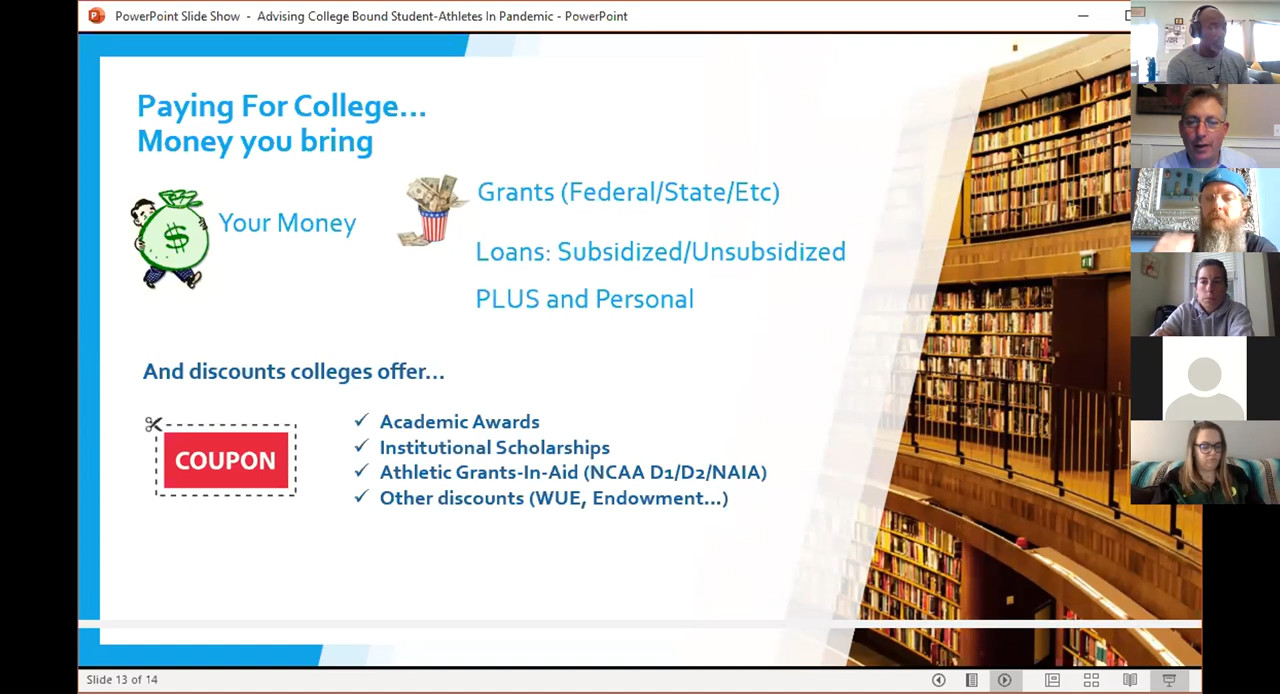 PowerPoint Slide Show - Advising College Bound Student-Athletes In Pandemic - PowerPoint
Paying For College...
Money you bring
$
Your Money
Grants (Federal/State/Etc)
Loans: Subsidized/Unsubsidized
PLUS and Personal
And discounts colleges offer...
COUPON
✓ Academic Awards
✓ Institutional Scholarships
✓ Athletic Grants-In-Aid (NCAA D1/D2/NAIA)
✓ Other discounts (WUE, Endowment...)
Slide 13 of 14